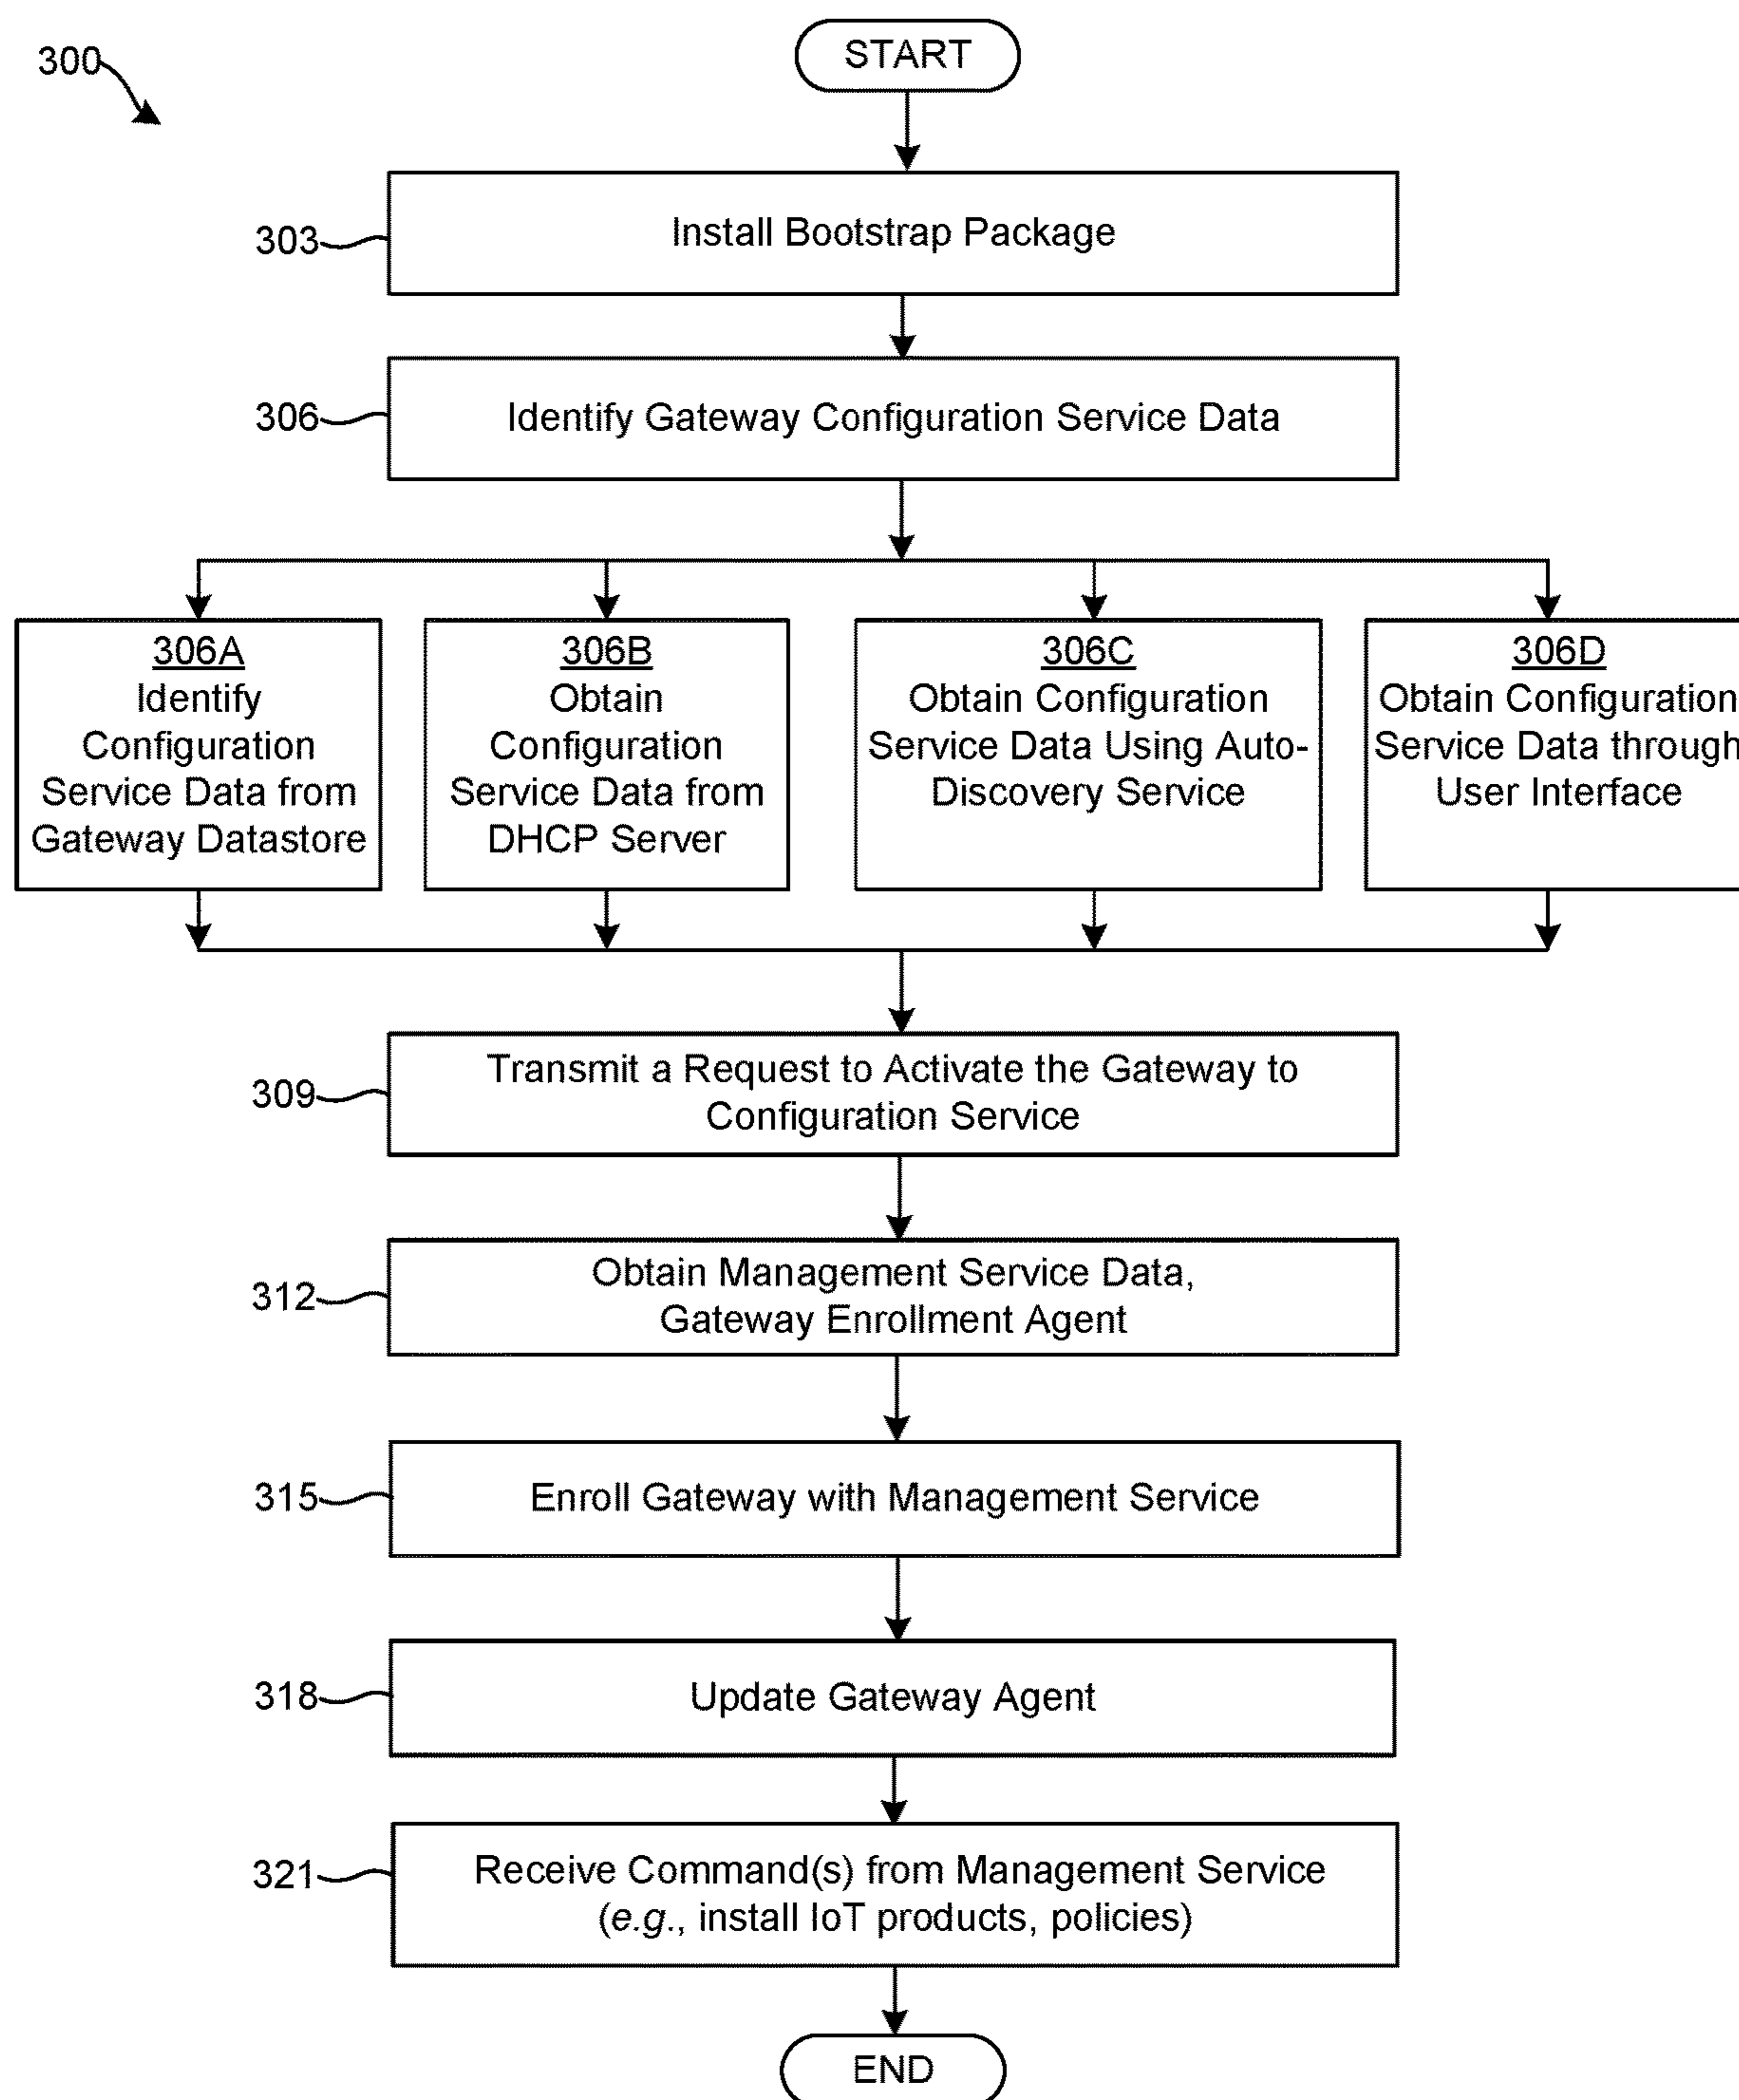 300
START
303
Install Bootstrap Package
306
Identify Gateway Configuration Service Data
306A
Identify
Configuration
Service Data from
Gateway Datastore
306B
Obtain
Configuration
Service Data from
DHCP Server
306C
Obtain Configuration
Service Data Using Auto-
Discovery Service
306D
Obtain Configuration
Service Data through
User Interface
309
Transmit a Request to Activate the Gateway to
Configuration Service
312
Obtain Management Service Data,
Gateway Enrollment Agent
315
Enroll Gateway with Management Service
318
Update Gateway Agent
321
Receive Command(s) from Management Service
(e.g., install IoT products, policies)
END